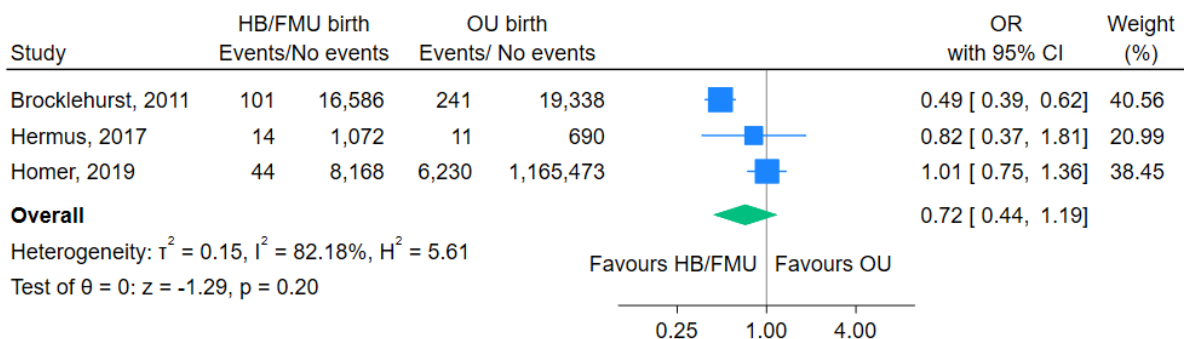 HB/FMU birth OU birth OR Weight
Study Events/No events Events/ No events with 95% CI (%)
Brocklehurst, 2011 101 16,586 241 19,338 0.49 [ 0.39, 0.62] 40.56
Hermus, 2017 14 1,072 11 690 0.82 [ 0.37, 1.81] 20.99
Homer, 2019 44 8,168 6,230 1,165,473 1.01 [ 0.75, 1.36] 38.45
Overall 0.72 [ 0.44, 1.19]
Heterogeneity: τ² = 0.15, I² = 82.18%, H² = 5.61
Favours HB/FMU Favours OU
Test of θ = 0: z = -1.29, p = 0.20
0.25 1.00 4.00